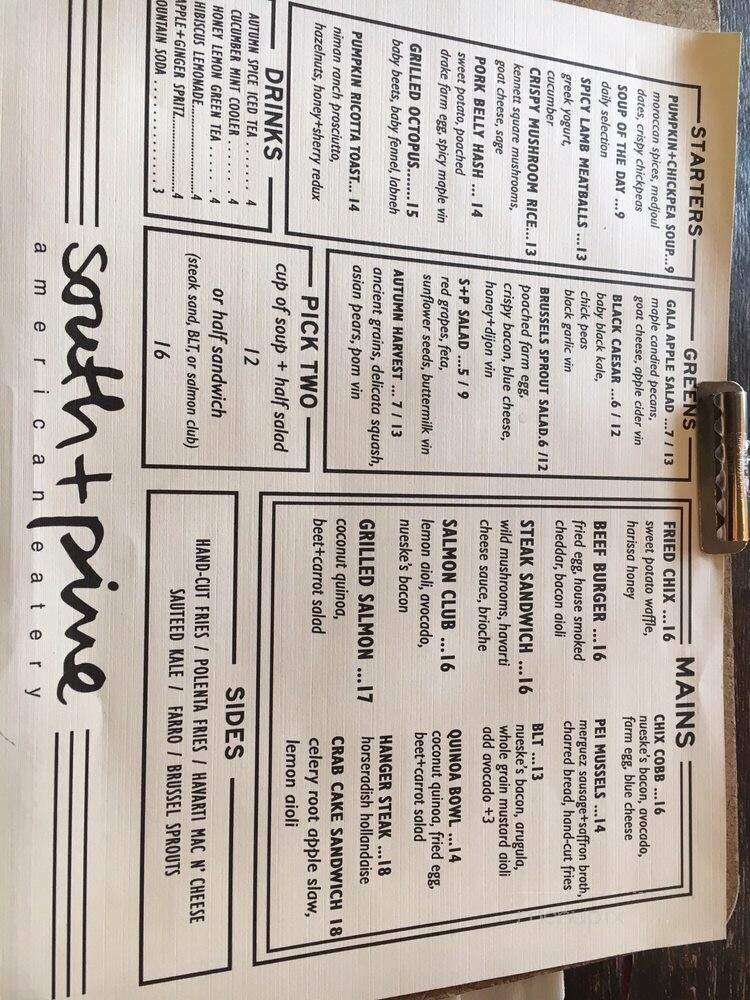 STARTERS
PUMPKIN+CHICKPEA SOUP...9
moroccan spices, medjoul
dates, crispy chickpeas
SOUP OF THE DAY ...9
daily selection
SPICY LAMB MEATBALLS ...13
greek yogurt,
cucumber
CRISPY MUSHROOM RICE...13
kennett square mushrooms,
goat cheese, sage
PORK BELLY HASH ... 14
sweet potato, poached
drake farm egg, spicy maple vin
GRILLED OCTOPUS.......15
baby beets, baby fennel, labneh
PUMPKIN RICOTTA TOAST... 14
niman ranch prosciutto,
hazelnuts, honey+sherry redux
GREENS
GALA APPLE SALAD ...7 / 13
maple candied pecans,
goat cheese, apple cider vin
BLACK CAESAR ...6 / 12
baby black kale,
chick peas
black garlic vin
BRUSSELS SPROUT SALAD.6 /12
poached farm egg,
crispy bacon, blue cheese,
honey+dijon vin
S+P SALAD ...5 / 9
red grapes, feta,
sunflower seeds, buttermilk vin
AUTUMN HARVEST ... 7 / 13
ancient grains, delicata squash,
asian pears, pom vin
MAINS
FRIED CHIX ...16
sweet potato waffle,
harissa honey
BEEF BURGER ...16
fried egg, house smoked
cheddar, bacon aioli
STEAK SANDWICH ...16
wild mushrooms, havarti
cheese sauce, brioche
SALMON CLUB ...16
lemon aioli, avocado,
nueske's bacon
GRILLED SALMON ...17
coconut quinoa,
beet+carrot salad
CHIX COBB ...16
nueske's bacon, avocado,
farm egg, blue cheese
PEI MUSSELS ...14
merguez sausage+saffron broth,
charred bread, hand-cut fries
BLT ...13
nueske's bacon, arugula,
whole grain mustard aioli
add avocado +3
QUINOA BOWL ...14
coconut quinoa, fried egg,
beet+carrot salad
HANGER STEAK ...18
horseradish hollandaise
CRAB CAKE SANDWICH 18
celery root apple slaw,
lemon aioli
DRINKS
AUTUMN SPICE ICED TEA ........ 4
CUCUMBER MINT COOLER ....... 4
HONEY LEMON GREEN TEA ...... 4
HIBISCUS LEMONADE..................4
APPLE+GINGER SPRITZ............4
OUNTAIN SODA ............... 3
PICK TWO
cup of soup + half salad
12
or half sandwich
(steak sand, BLT, or salmon club)
16
SIDES
HAND-CUT FRIES / POLENTA FRIES / HAVARTI MAC N' CHEESE
SAUTEED KALE / FARRO / BRUSSEL SPROUTS
south+pine
american eatery